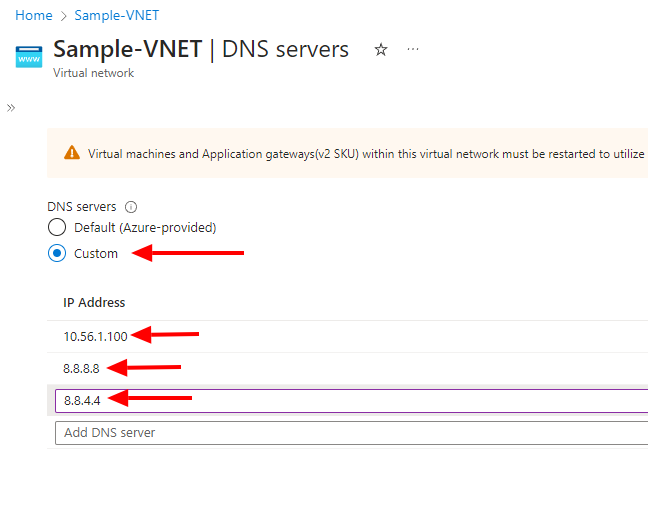 Home > Sample-VNET
Sample-VNET | DNS servers
www
Virtual network
Virtual machines and Application gateways(v2 SKU) within this virtual network must be restarted to utilize
DNS servers
Default (Azure-provided)
Custom
IP Address
10.56.1.100
8.8.8.8
8.8.4.4
Add DNS server